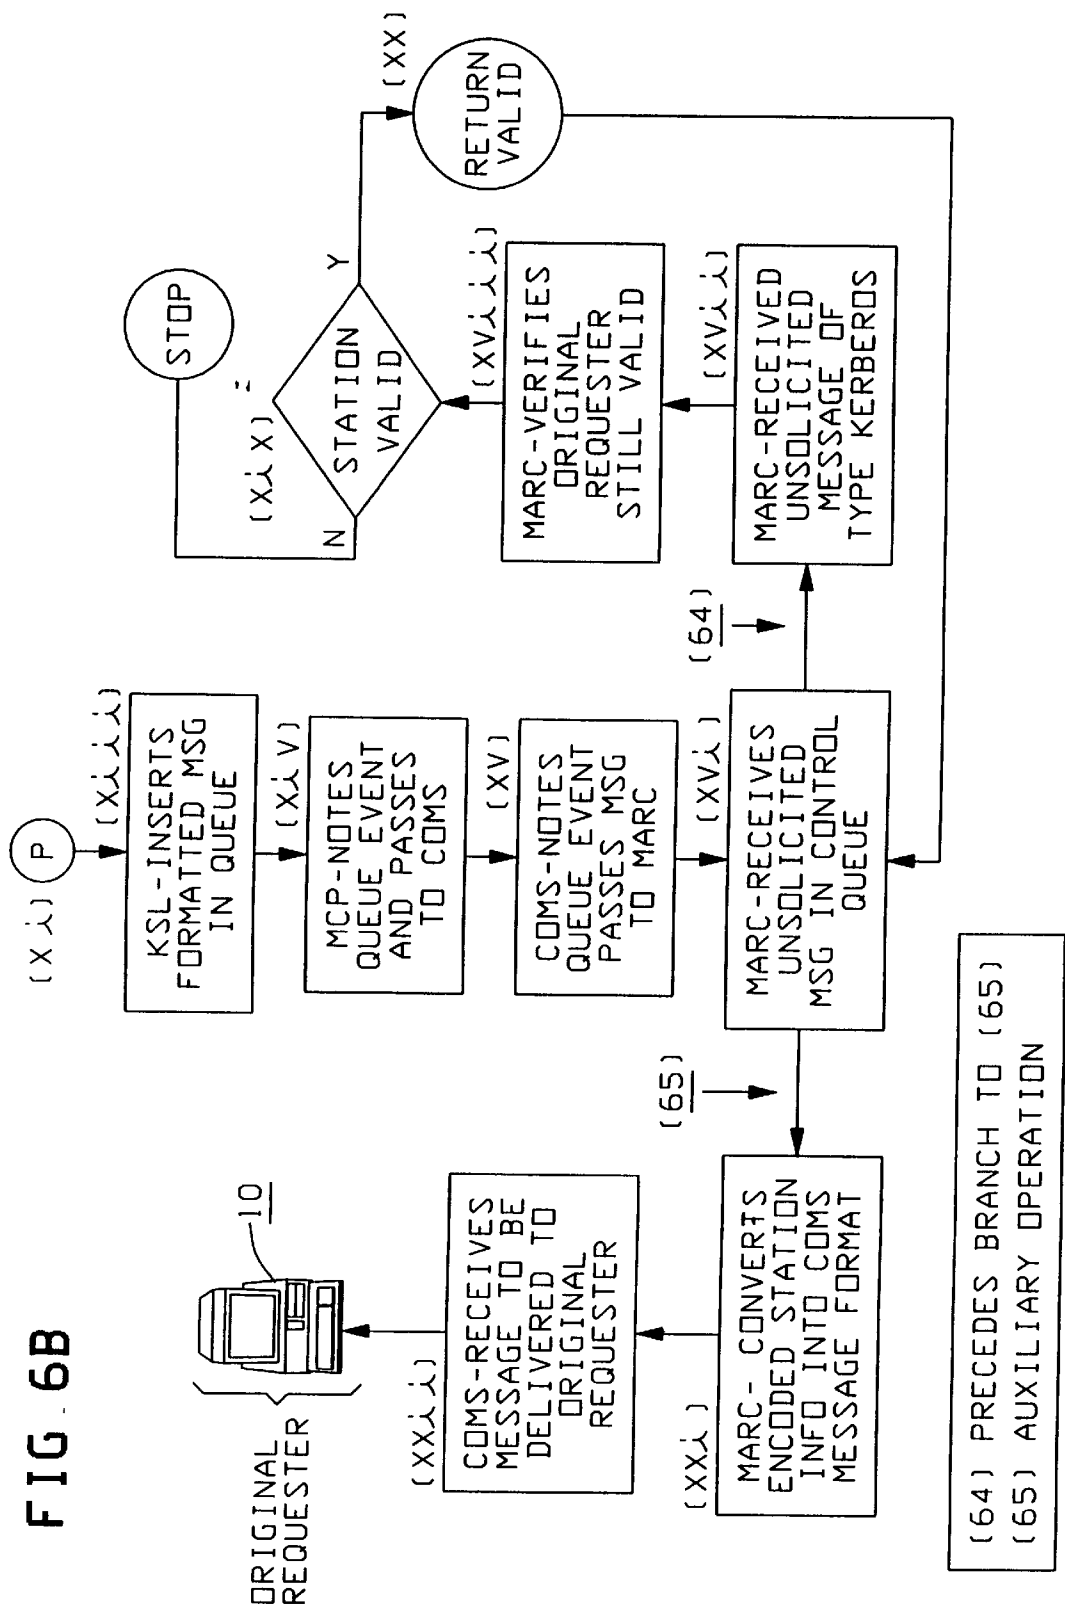 FIG. 6B
ORIGINAL
REQUESTER
10
(XXii)
COMS-RECEIVES
MESSAGE TO BE
DELIVERED TO
ORIGINAL
REQUESTER
(XXi)
MARC- CONVERTS
ENCODED STATION
INFO INTO COMS
MESSAGE FORMAT
(65)
(Xii)
P
(Xiii)
KSL-INSERTS
FORMATTED MSG
IN QUEUE
(XiV)
MCP-NOTES
QUEUE EVENT
AND PASSES
TO COMS
(XV)
COMS-NOTES
QUEUE EVENT
PASSES MSG
TO MARC
(XVi)
MARC-RECEIVES
UNSOLICITED
MSG IN CONTROL
QUEUE
(64)
STOP
(XiX)
N
STATION
VALID
Y
(XX)
RETURN
VALID
(XViii)
MARC-VERIFIES
ORIGINAL
REQUESTER
STILL VALID
(XVii)
MARC-RECEIVED
UNSOLICITED
MESSAGE OF
TYPE KERBEROS
(64) PRECEDES BRANCH TO (65)
(65) AUXILIARY OPERATION